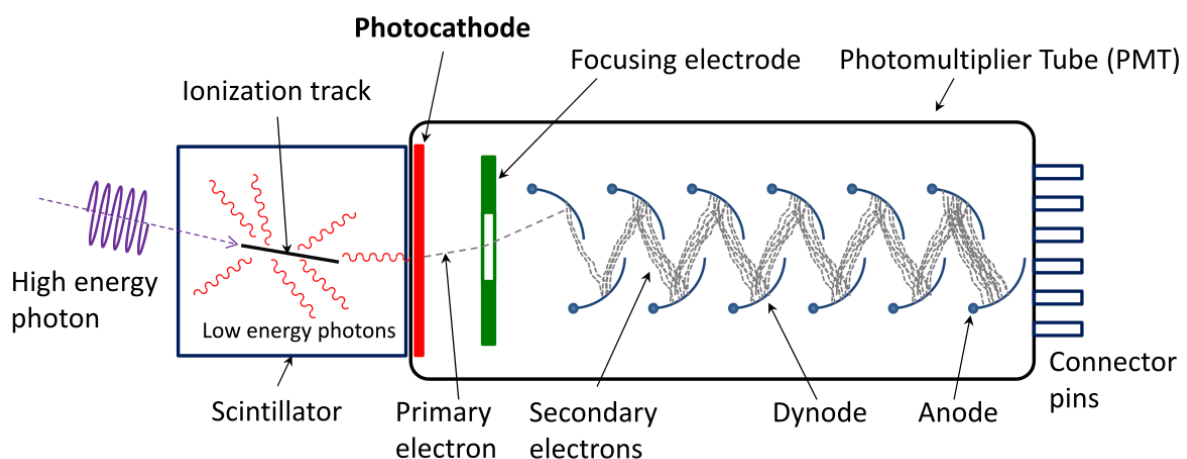 Photocathode
Focusing electrode
Photomultiplier Tube (PMT)
Ionization track
High energy
photon
Low energy photons
Scintillator
Primary
electron
Secondary
electrons
Dynode
Anode
Connector
pins